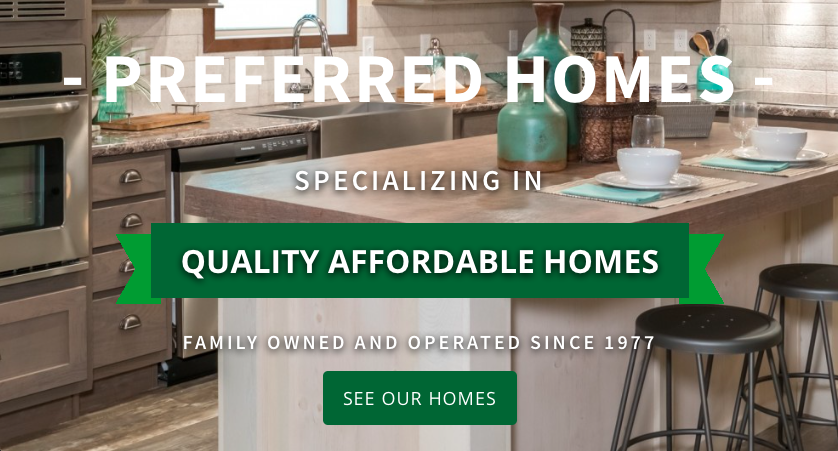 - PREFERRED HOMES -
SPECIALIZING IN
QUALITY AFFORDABLE HOMES
FAMILY OWNED AND OPERATED SINCE 1977
SEE OUR HOMES